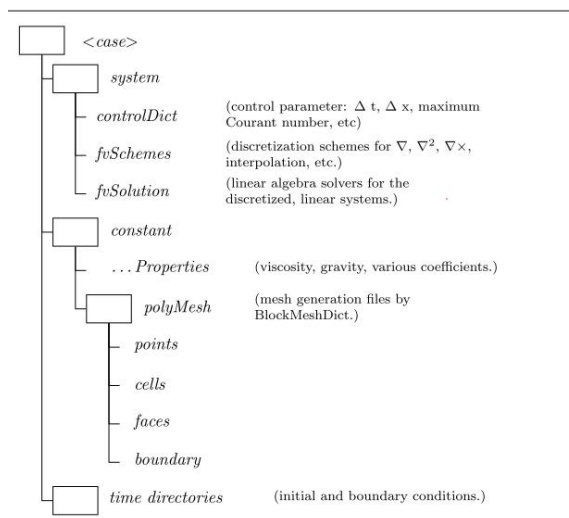 <case>
system
controlDict (control parameter: Δ t, Δ x, maximum
Courant number, etc)
fvSchemes (discretization schemes for ∇, ∇², ∇×,
interpolation, etc.)
fvSolution (linear algebra solvers for the
discretized, linear systems.)
constant
...Properties (viscosity, gravity, various coefficients.)
polyMesh (mesh generation files by
BlockMeshDict.)
points
cells
faces
boundary
time directories (initial and boundary conditions.)